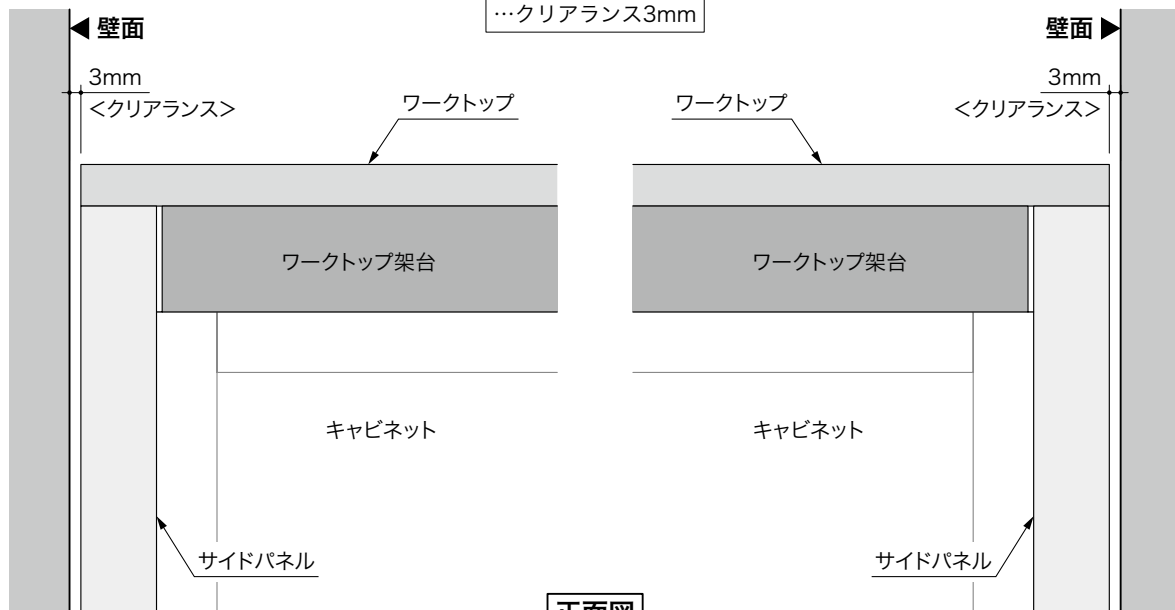 …クリアランス3mm
◀ 壁面
壁面 ▶
3mm
＜クリアランス＞
ワークトップ
ワークトップ
3mm
＜クリアランス＞
ワークトップ架台
ワークトップ架台
キャビネット
キャビネット
サイドパネル
サイドパネル
正面図